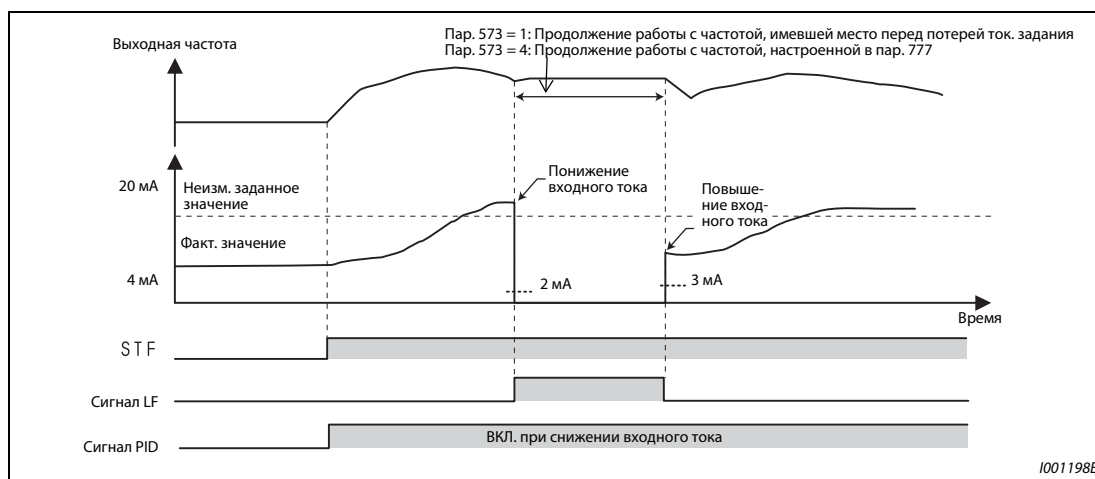 Пар. 573 = 1: Продолжение работы с частотой, имевшей место перед потерей ток. задания
Пар. 573 = 4: Продолжение работы с частотой, настроенной в пар. 777
Выходная частота
20 мА
Неизм. заданное
значение
Понижение
входного тока
Повыше-
ние вход-
ного тока
Факт. значение
4 мА
2 мА
3 мА
Время
STF
Сигнал LF
Сигнал PID
ВКЛ. при снижении входного тока
I001198E